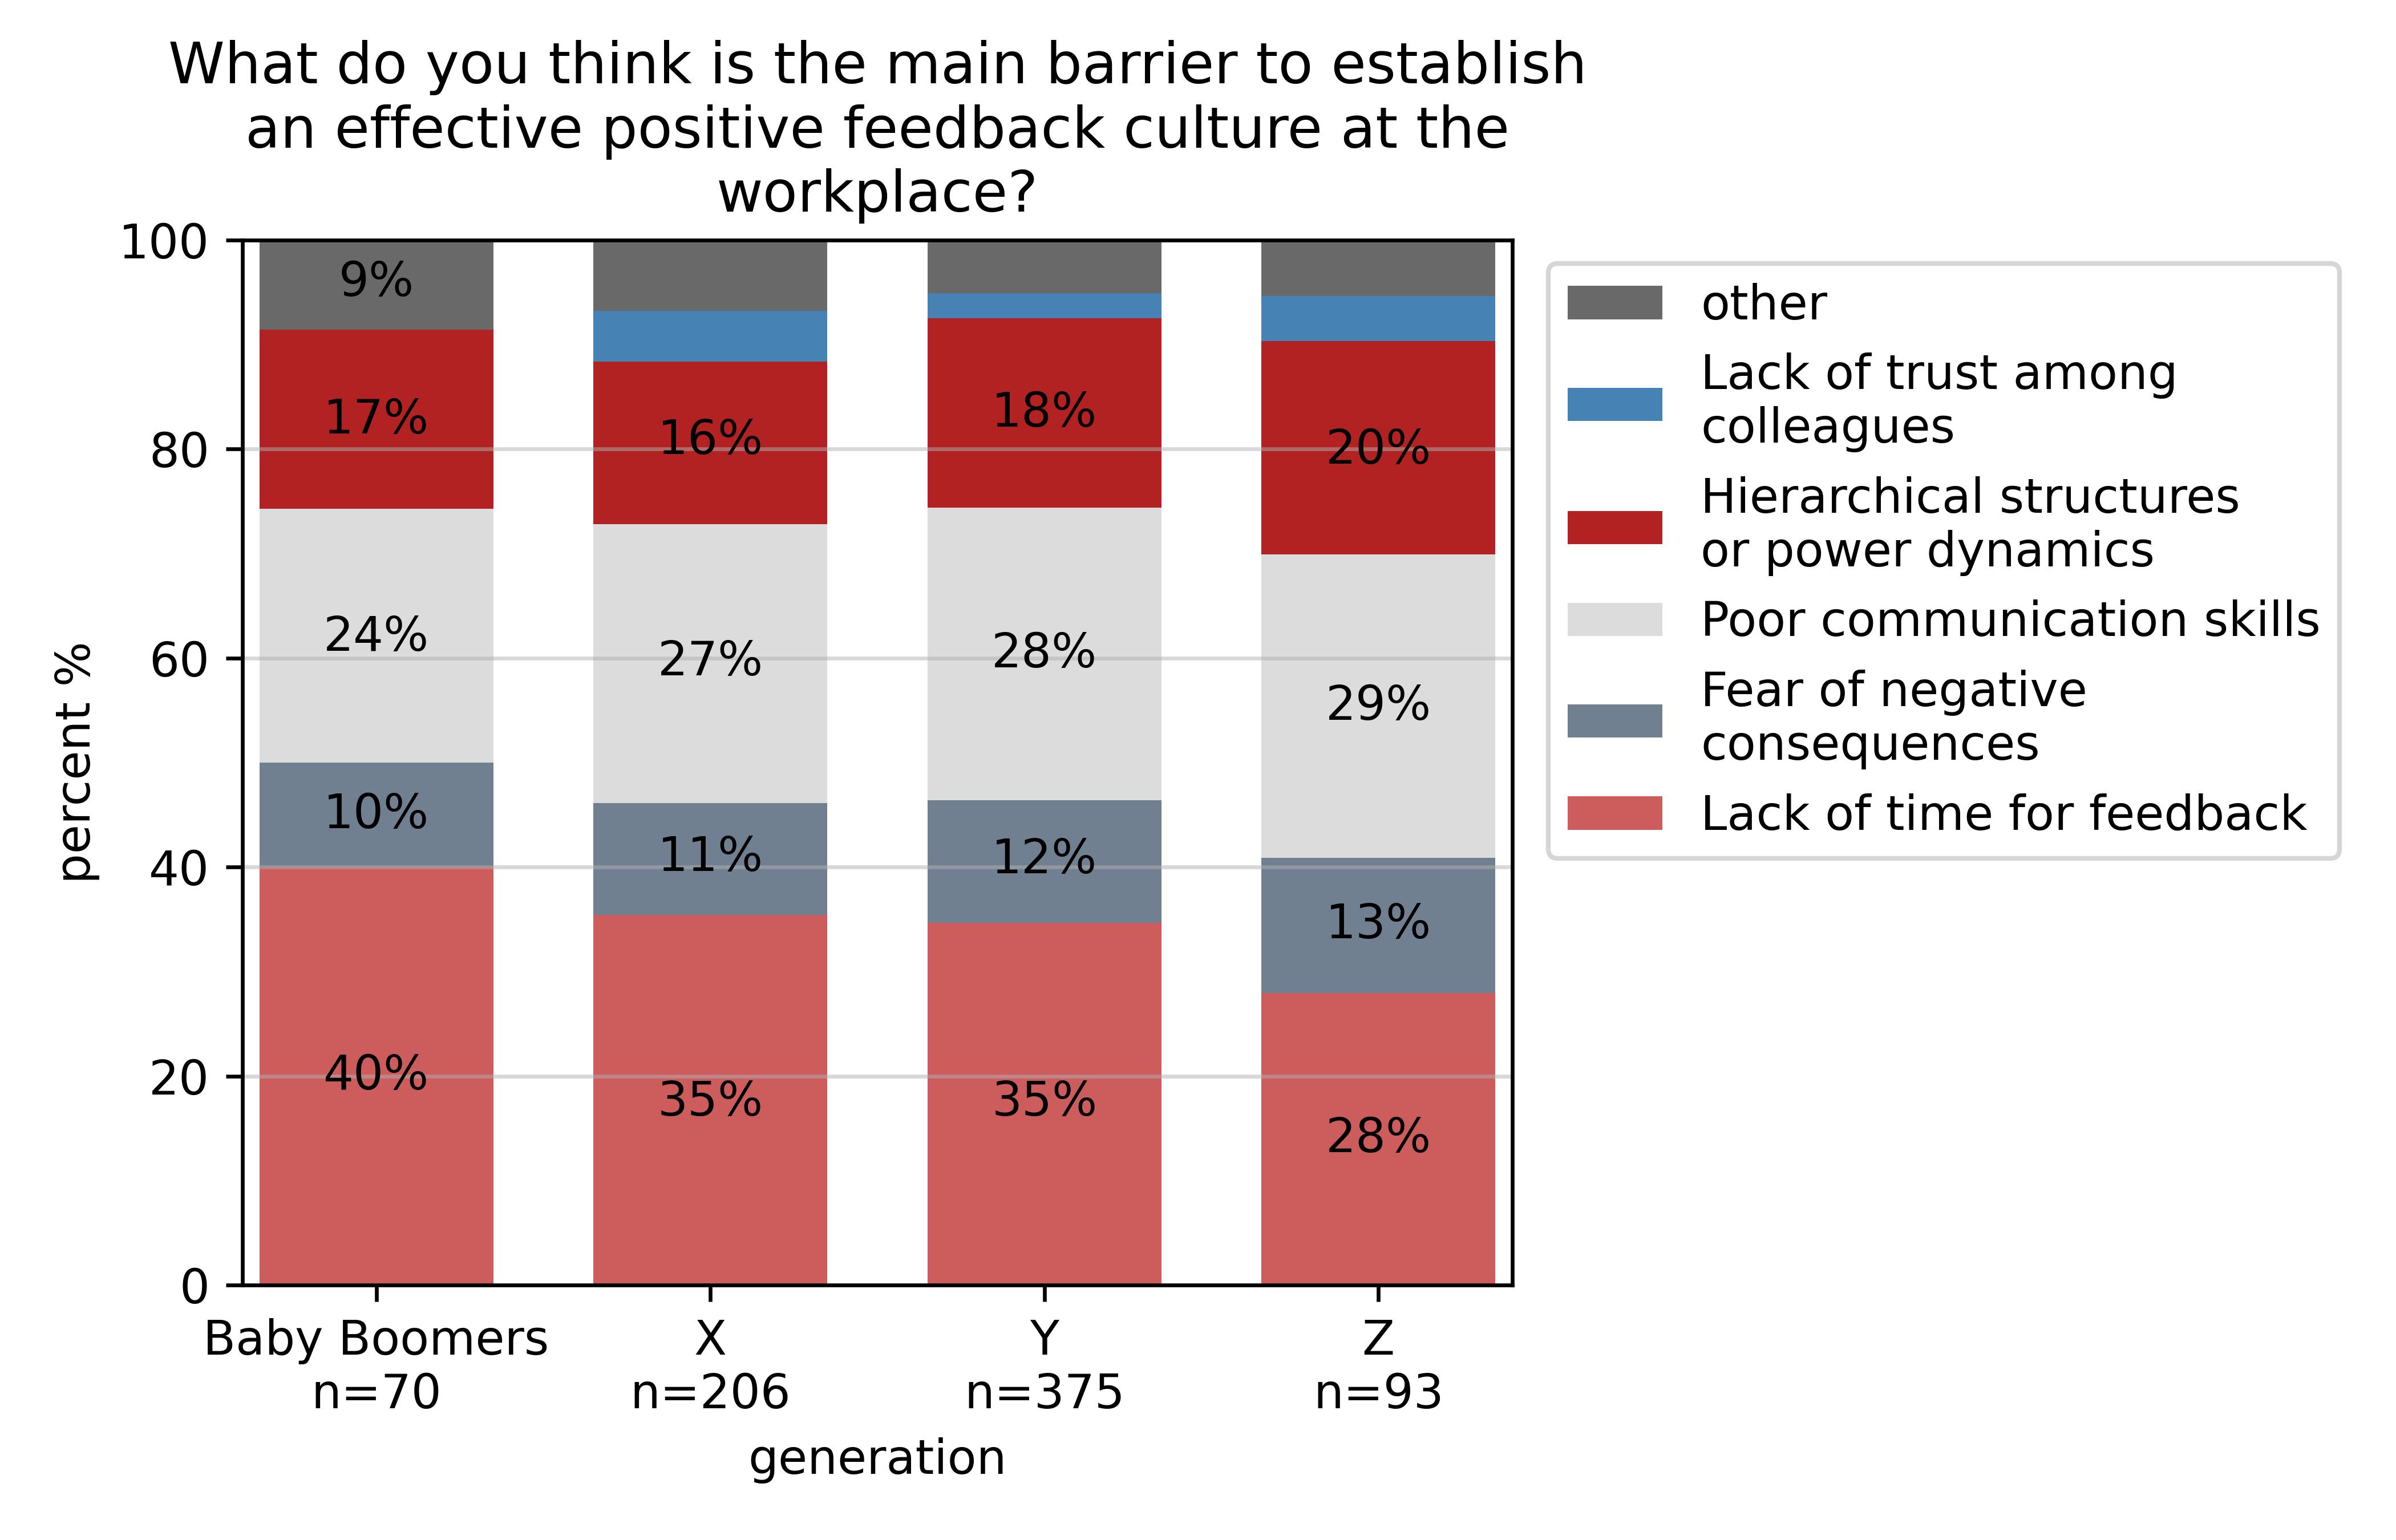 What do you think is the main barrier to establish
an effective positive feedback culture at the
workplace?
percent %
100
80
60
40
20
0
9%
17%
24%
10%
40%
16%
27%
11%
35%
18%
28%
12%
35%
20%
29%
13%
28%
Baby Boomers
n=70
X
n=206
Y
n=375
Z
n=93
generation
other
Lack of trust among
colleagues
Hierarchical structures
or power dynamics
Poor communication skills
Fear of negative
consequences
Lack of time for feedback